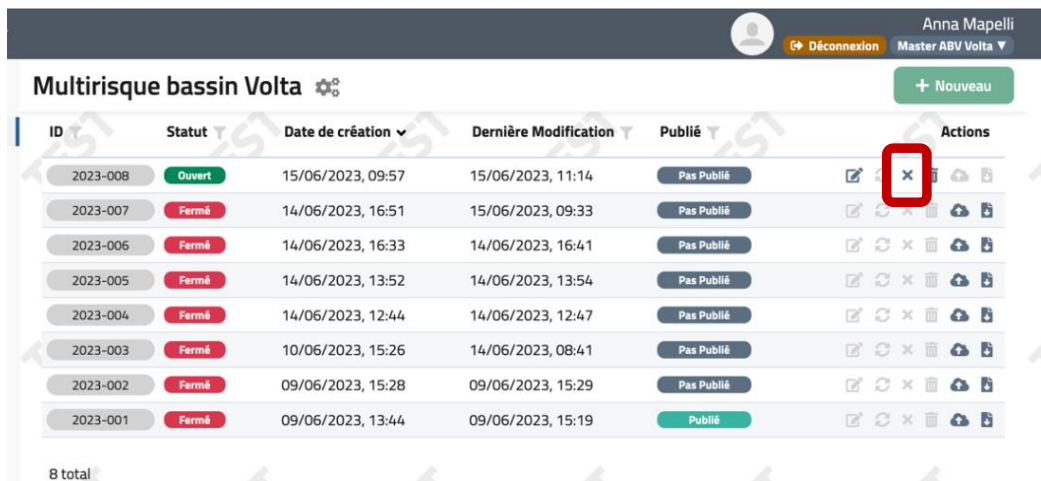 Anna Mapelli
Déconnexion Master ABV Volta ▼
Multirisque bassin Volta + Nouveau
ID Statut Date de création Dernière Modification Publié Actions
2023-008 Ouvert 15/06/2023, 09:57 15/06/2023, 11:14 Pas Publié
2023-007 Fermé 14/06/2023, 16:51 15/06/2023, 09:33 Pas Publié
2023-006 Fermé 14/06/2023, 16:33 14/06/2023, 16:41 Pas Publié
2023-005 Fermé 14/06/2023, 13:52 14/06/2023, 13:54 Pas Publié
2023-004 Fermé 14/06/2023, 12:44 14/06/2023, 12:47 Pas Publié
2023-003 Fermé 10/06/2023, 15:26 14/06/2023, 08:41 Pas Publié
2023-002 Fermé 09/06/2023, 15:28 09/06/2023, 15:29 Pas Publié
2023-001 Fermé 09/06/2023, 13:44 09/06/2023, 15:19 Publié
8 total